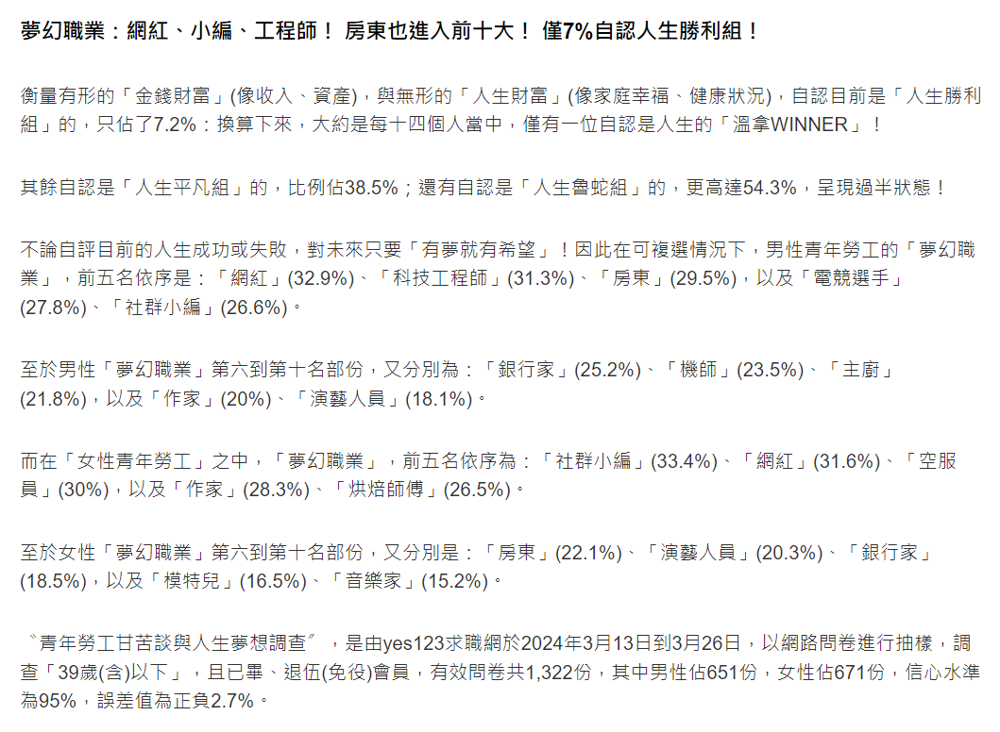 夢幻職業：網紅、小編、工程師！ 房東也進入前十大！ 僅7%自認人生勝利組！
衡量有形的「金錢財富」(像收入、資產)，與無形的「人生財富」(像家庭幸福、健康狀況)，自認目前是「人生勝利
組」的，只佔了7.2%：換算下來，大約是每十四個人當中，僅有一位自認是人生的「溫拿WINNER」！
其餘自認是「人生平凡組」的，比例佔38.5%；還有自認是「人生魯蛇組」的，更高達54.3%，呈現過半狀態！
不論自評目前的人生成功或失敗，對未來只要「有夢就有希望」！因此在可複選情況下，男性青年勞工的「夢幻職
業」，前五名依序是：「網紅」(32.9%)、「科技工程師」(31.3%)、「房東」(29.5%)，以及「電競選手」
(27.8%)、「社群小編」(26.6%)。
至於男性「夢幻職業」第六到第十名部份，又分別為：「銀行家」(25.2%)、「機師」(23.5%)、「主廚」
(21.8%)，以及「作家」(20%)、「演藝人員」(18.1%)。
而在「女性青年勞工」之中，「夢幻職業」，前五名依序為：「社群小編」(33.4%)、「網紅」(31.6%)、「空服
員」(30%)，以及「作家」(28.3%)、「烘焙師傅」(26.5%)。
至於女性「夢幻職業」第六到第十名部份，又分別是：「房東」(22.1%)、「演藝人員」(20.3%)、「銀行家」
(18.5%)，以及「模特兒」(16.5%)、「音樂家」(15.2%)。
〝青年勞工甘苦談與人生夢想調查〞，是由yes123求職網於2024年3月13日到3月26日，以網路問卷進行抽樣，調
查「39歲(含)以下」，且已畢、退伍(免役)會員，有效問卷共1,322份，其中男性佔651份，女性佔671份，信心水準
為95%，誤差值為正負2.7%。